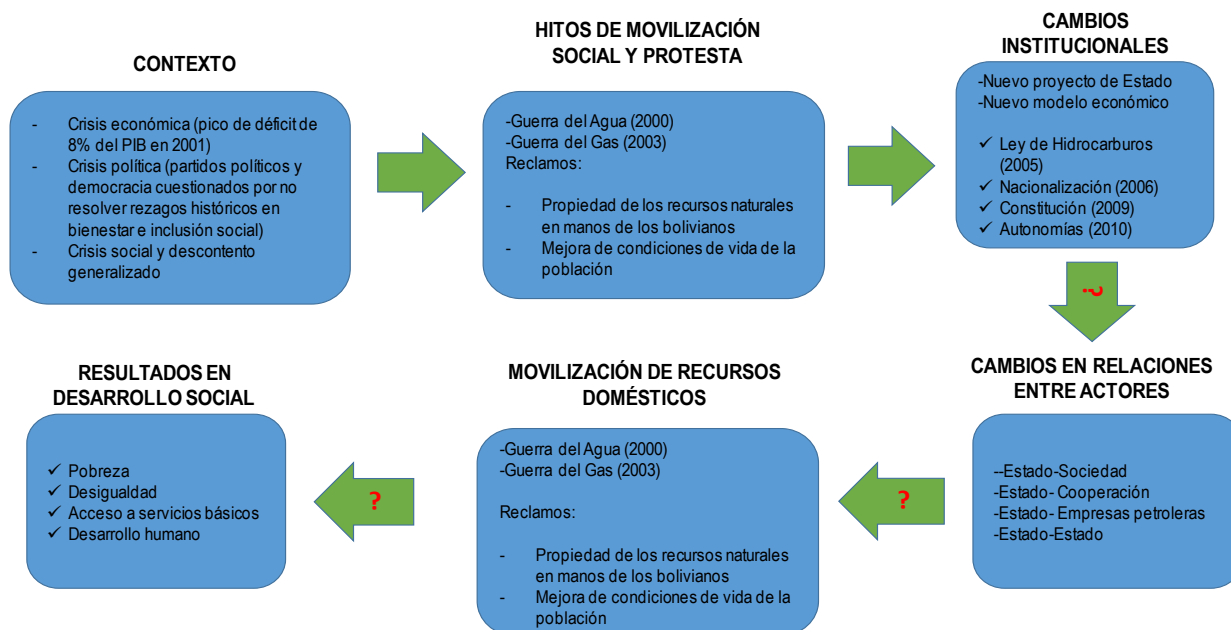 CONTEXTO
- Crisis económica (pico de déficit de
8% del PIB en 2001)
- Crisis política (partidos políticos y
democracia cuestionados por no
resolver rezagos históricos en
bienestar e inclusión social)
- Crisis social y descontento
generalizado
HITOS DE MOVILIZACIÓN
SOCIAL Y PROTESTA
-Guerra del Agua (2000)
-Guerra del Gas (2003)
Reclamos:
- Propiedad de los recursos naturales
en manos de los bolivianos
- Mejora de condiciones de vida de la
población
CAMBIOS
INSTITUCIONALES
-Nuevo proyecto de Estado
-Nuevo modelo económico
✓ Ley de Hidrocarburos
(2005)
✓ Nacionalización (2006)
✓ Constitución (2009)
✓ Autonomías (2010)
?
CAMBIOS EN RELACIONES
ENTRE ACTORES
--Estado-Sociedad
-Estado- Cooperación
-Estado- Empresas petroleras
-Estado-Estado
?
MOVILIZACIÓN DE RECURSOS
DOMÉSTICOS
-Guerra del Agua (2000)
-Guerra del Gas (2003)
Reclamos:
- Propiedad de los recursos naturales
en manos de los bolivianos
- Mejora de condiciones de vida de la
población
?
RESULTADOS EN
DESARROLLO SOCIAL
✓ Pobreza
✓ Desigualdad
✓ Acceso a servicios básicos
✓ Desarrollo humano